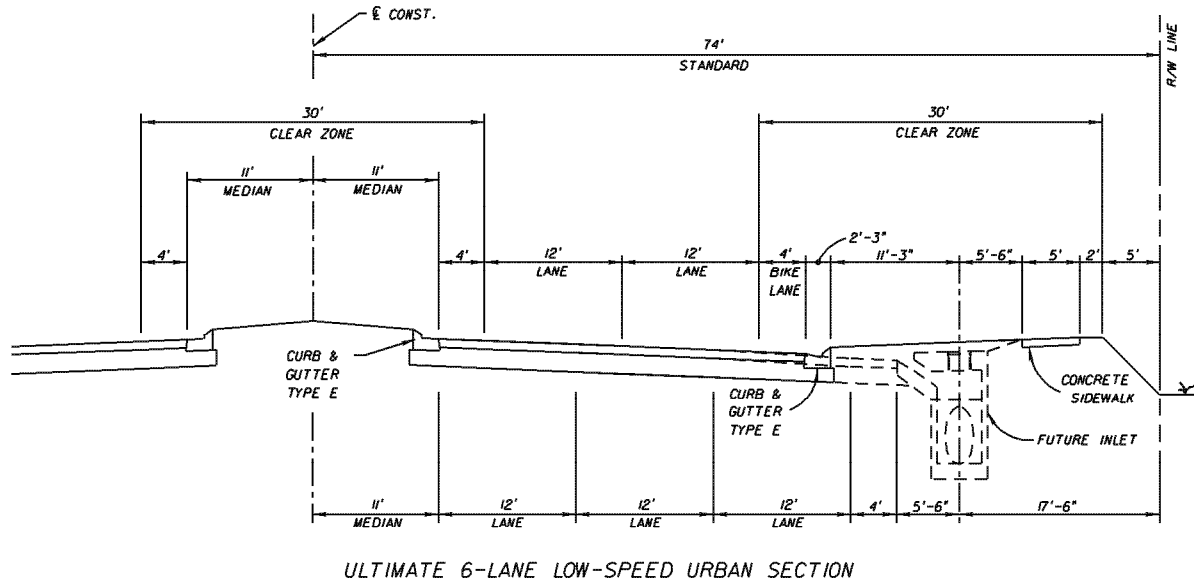 ℄ CONST.
74'
STANDARD
R/W LINE
30'
CLEAR ZONE
30'
CLEAR ZONE
11'
MEDIAN
11'
MEDIAN
2'-3"
4'
4'
12'
LANE
12'
LANE
4'
BIKE
LANE
11'-3"
5'-6"
5'
2'
5'
CURB &
GUTTER
TYPE E
CURB &
GUTTER
TYPE E
CONCRETE
SIDEWALK
FUTURE INLET
11'
MEDIAN
12'
LANE
12'
LANE
12'
LANE
4'
5'-6"
17'-6"
ULTIMATE 6-LANE LOW-SPEED URBAN SECTION